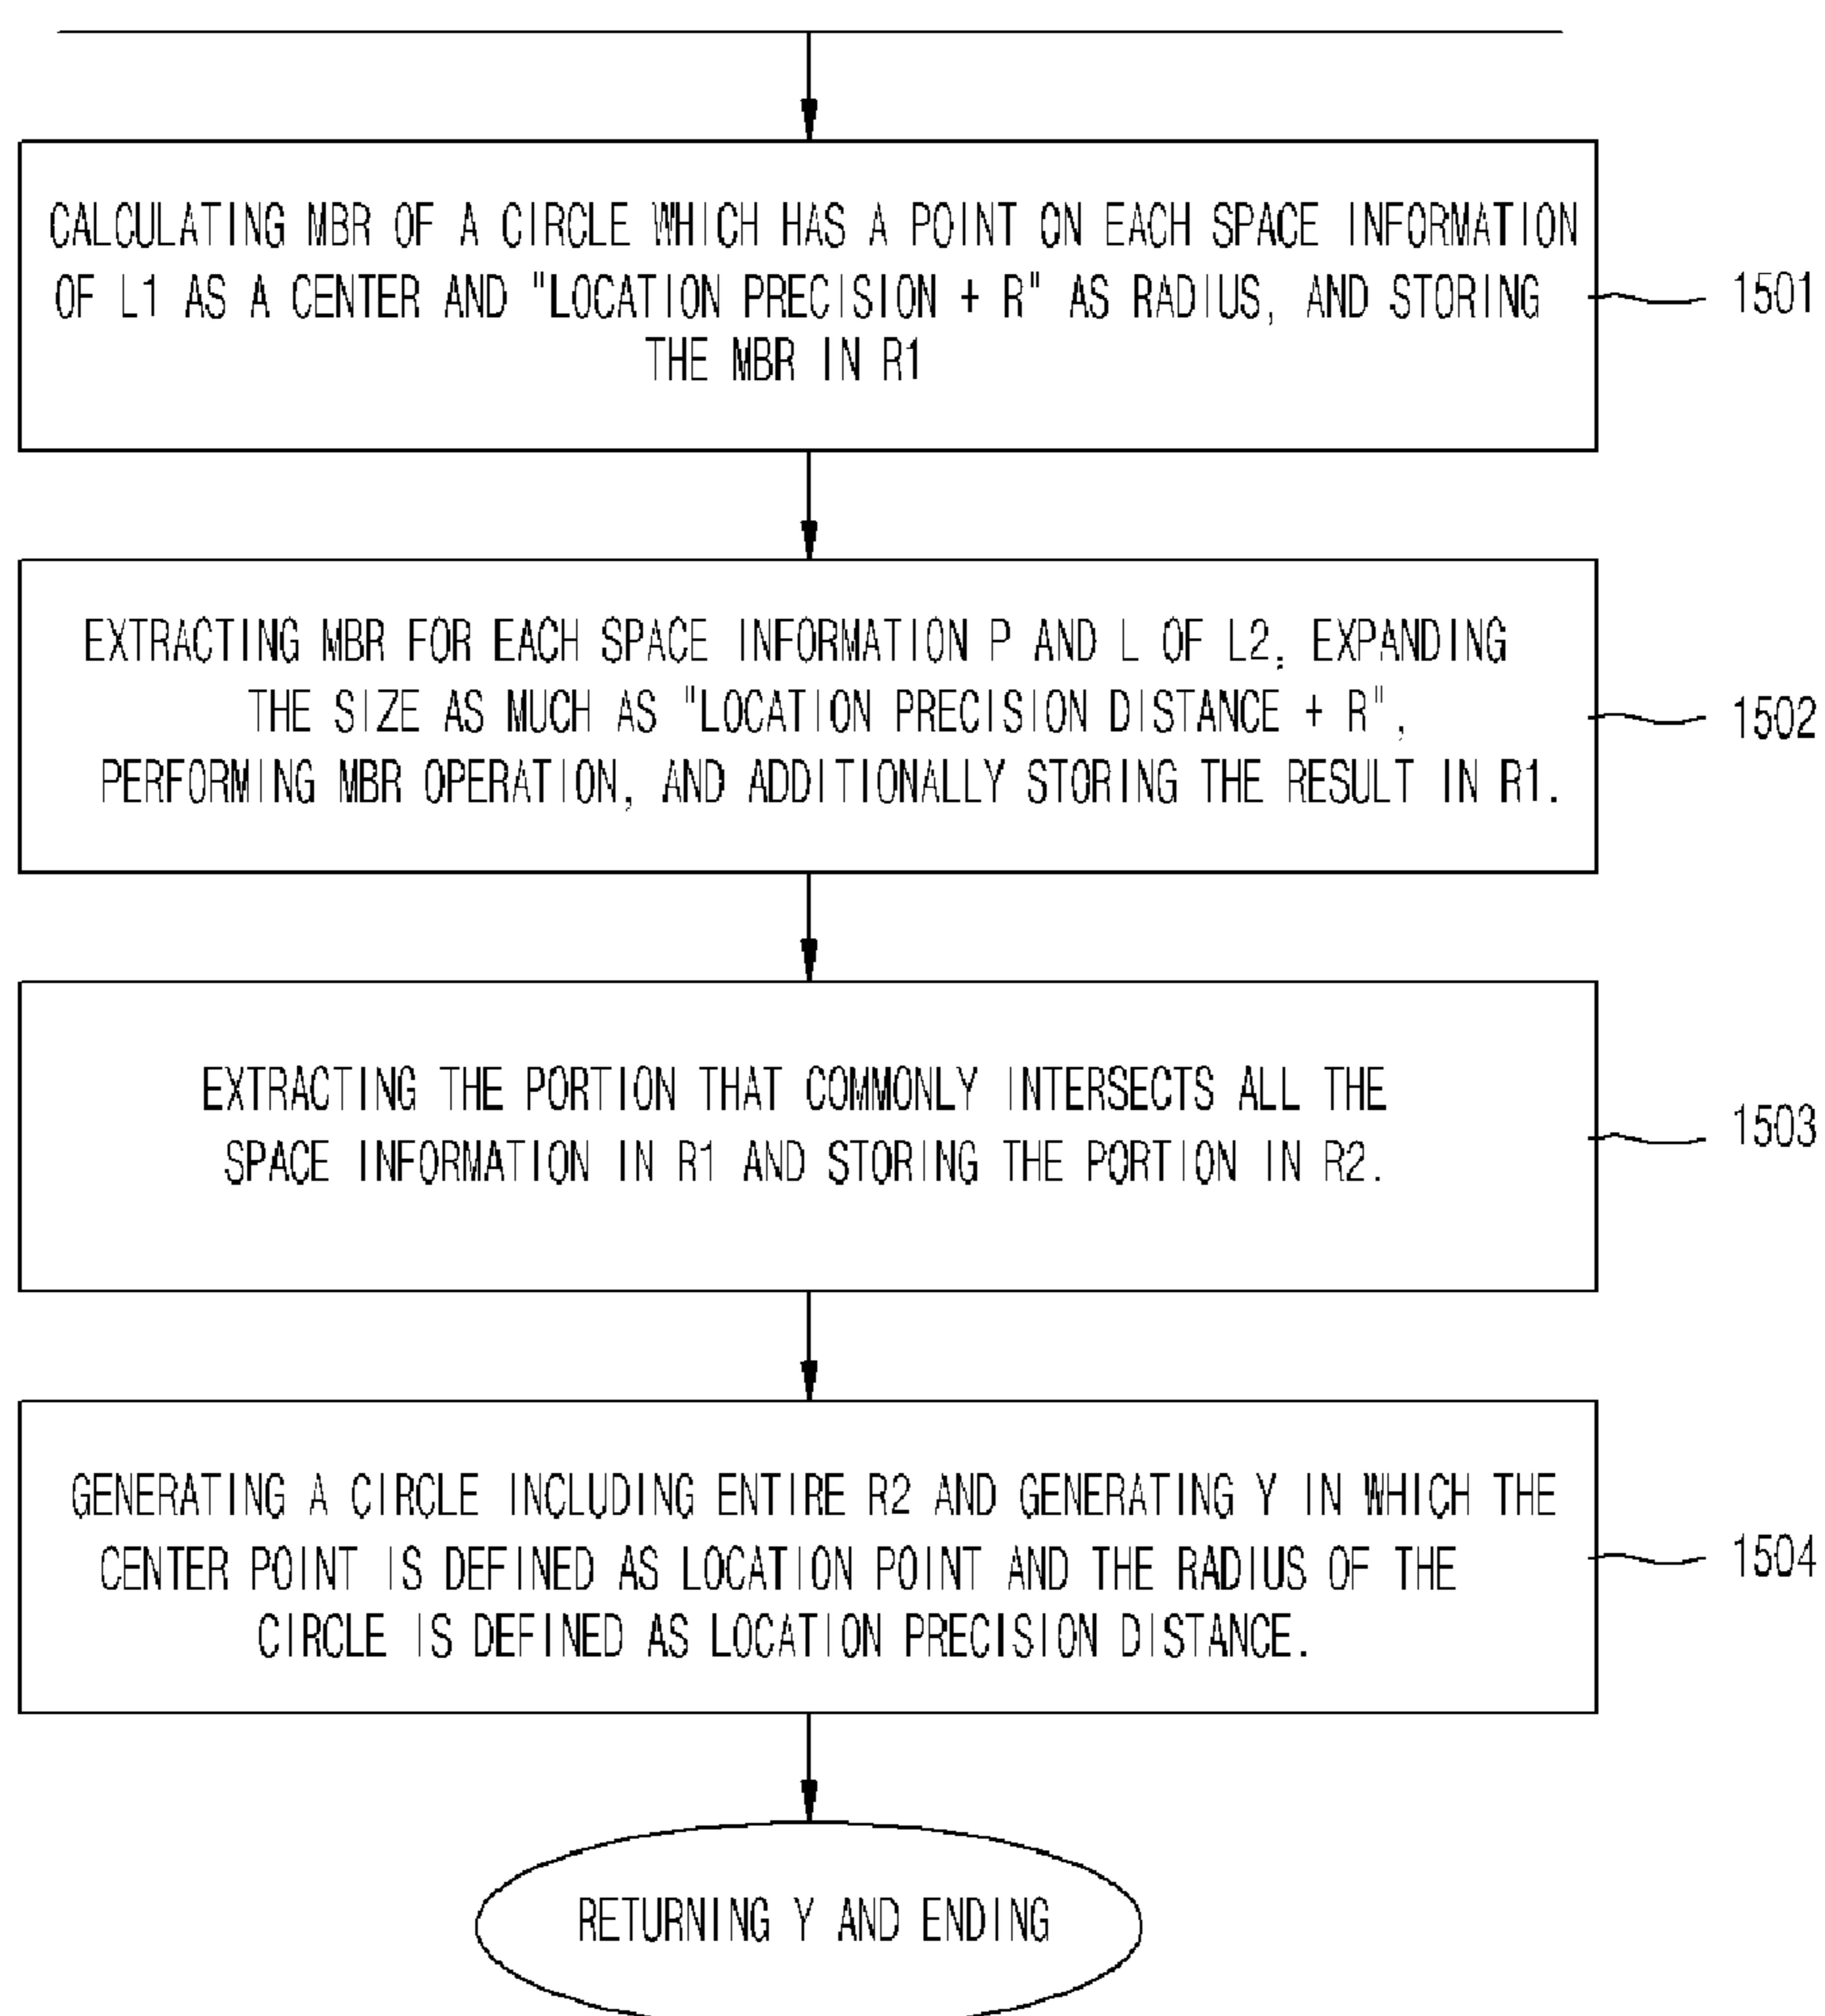 CALCULATING MBR OF A CIRCLE WHICH HAS A POINT ON EACH SPACE INFORMATION
OF L1 AS A CENTER AND "LOCATION PRECISION + R" AS RADIUS, AND STORING
THE MBR IN R1
1501
EXTRACTING MBR FOR EACH SPACE INFORMATION P AND L OF L2, EXPANDING
THE SIZE AS MUCH AS "LOCATION PRECISION DISTANCE + R",
PERFORMING MBR OPERATION, AND ADDITIONALLY STORING THE RESULT IN R1.
1502
EXTRACTING THE PORTION THAT COMMONLY INTERSECTS ALL THE
SPACE INFORMATION IN R1 AND STORING THE PORTION IN R2.
1503
GENERATING A CIRCLE INCLUDING ENTIRE R2 AND GENERATING Y IN WHICH THE
CENTER POINT IS DEFINED AS LOCATION POINT AND THE RADIUS OF THE
CIRCLE IS DEFINED AS LOCATION PRECISION DISTANCE.
1504
RETURNING Y AND ENDING